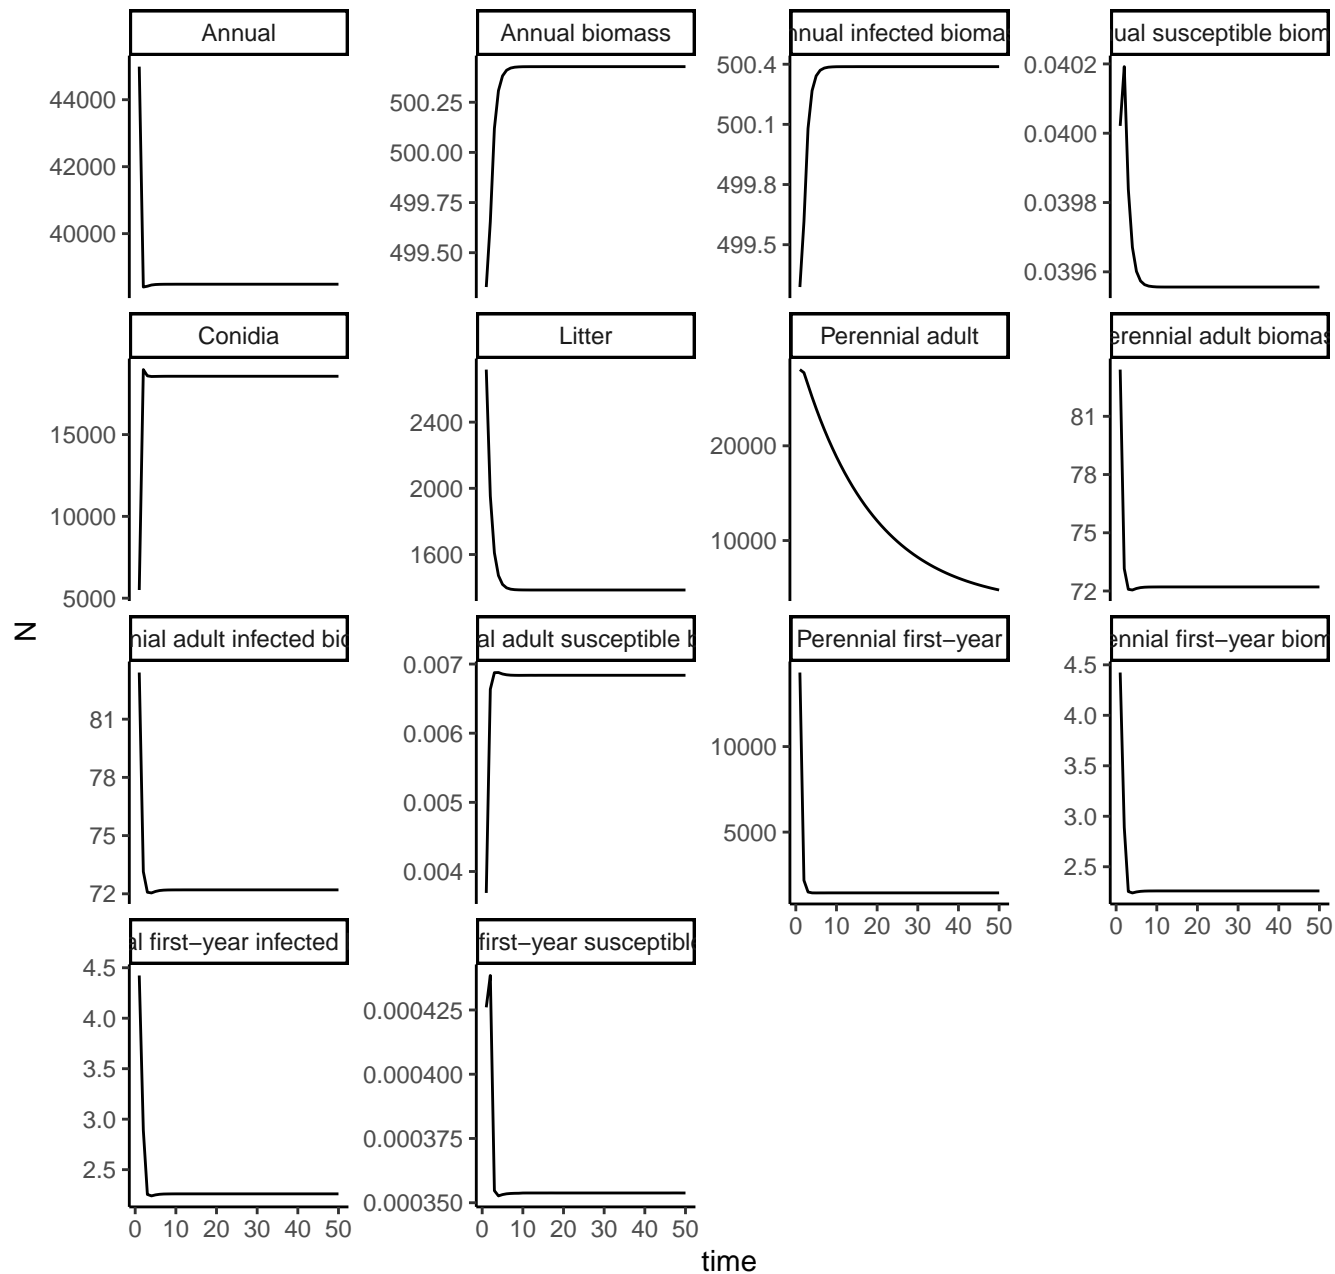 Annual
Annual biomass
nnual infected bioma
ual susceptible biom
44000
42000
40000
500.25
500.00
499.75
499.50
500.4
500.1
499.8
499.5
0.0402
0.0400
0.0398
0.0396
Conidia
Litter
Perennial adult
erennial adult biomas
15000
10000
5000
2400
2000
1600
20000
10000
81
78
75
72
N
nial adult infected bio
al adult susceptible b
Perennial first−year
ennial first−year biom
81
78
75
72
0.007
0.006
0.005
0.004
10000
5000
4.5
4.0
3.5
3.0
2.5
0 10 20 30 40 50
0 10 20 30 40 50
al first−year infected
first−year susceptible
4.5
4.0
3.5
3.0
2.5
0.000425
0.000400
0.000375
0.000350
0 10 20 30 40 50
0 10 20 30 40 50
time